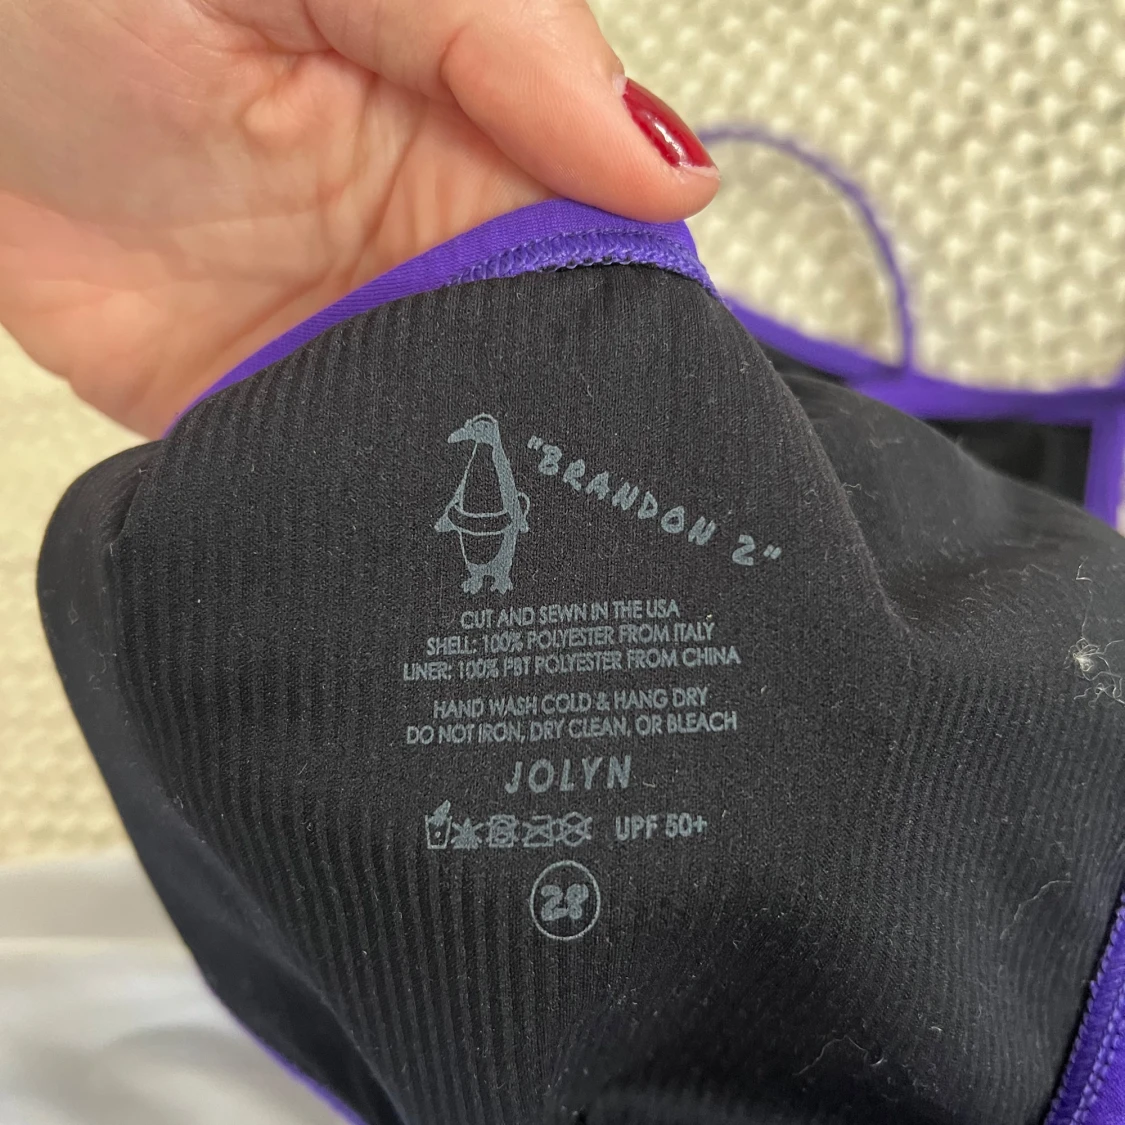 "BRANDON 2"
CUT AND SEWN IN THE USA
SHELL: 100% POLYESTER FROM ITALY
LINER: 100% PBT POLYESTER FROM CHINA
HAND WASH COLD & HANG DRY
DO NOT IRON, DRY CLEAN, OR BLEACH
JOLYN
UPF 50+
28